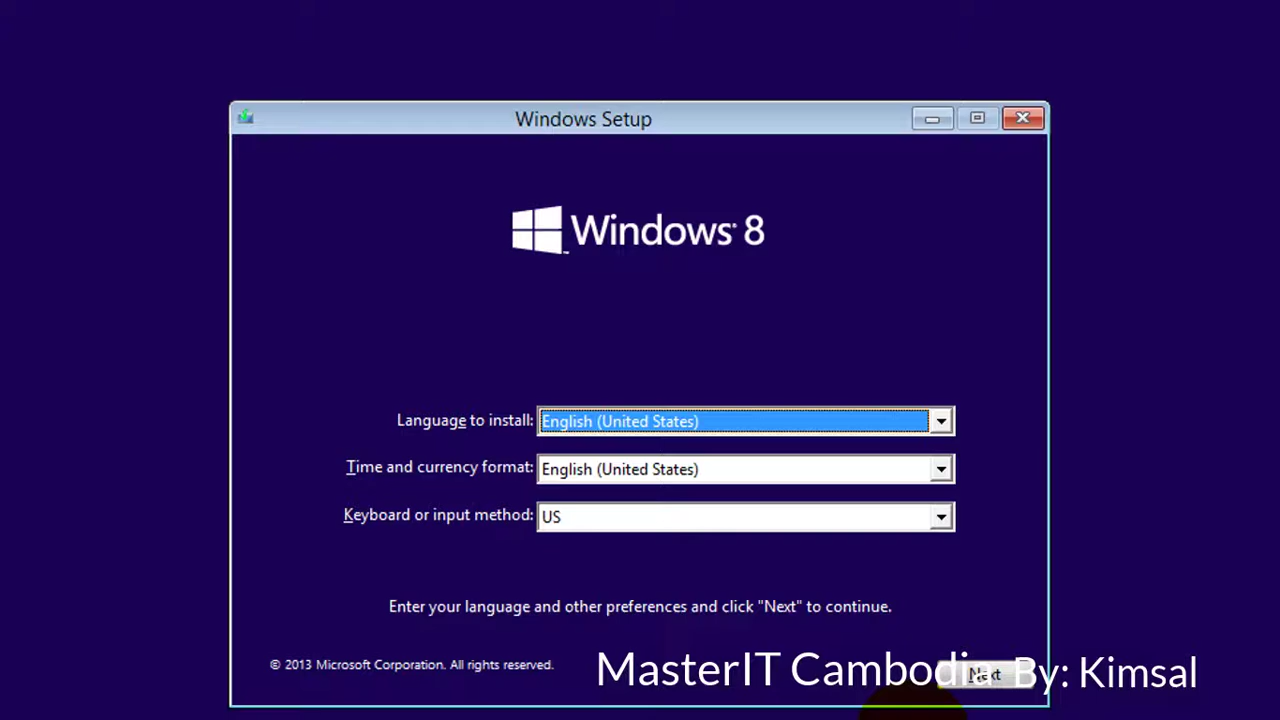 Windows Setup
Windows® 8
Language to install: English (United States)
Time and currency format: English (United States)
Keyboard or input method: US
Enter your language and other preferences and click "Next" to continue.
© 2013 Microsoft Corporation. All rights reserved.
Next
MasterIT Cambodia By: Kimsal